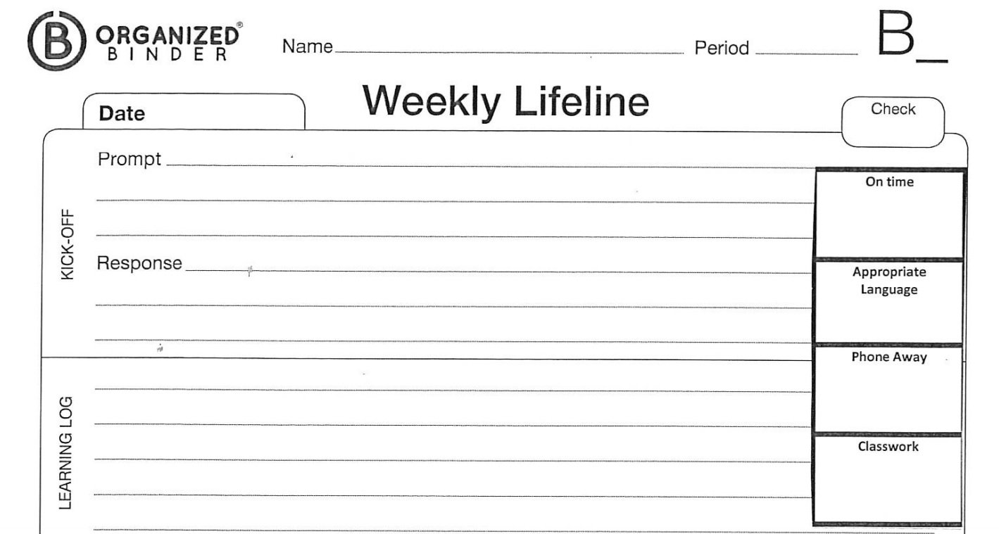 B ORGANIZED®
BINDER
Name
Period
B_
Weekly Lifeline
Date
Check
KICK-OFF
Prompt
On time
Response
Appropriate
Language
Phone Away
LEARNING LOG
Classwork